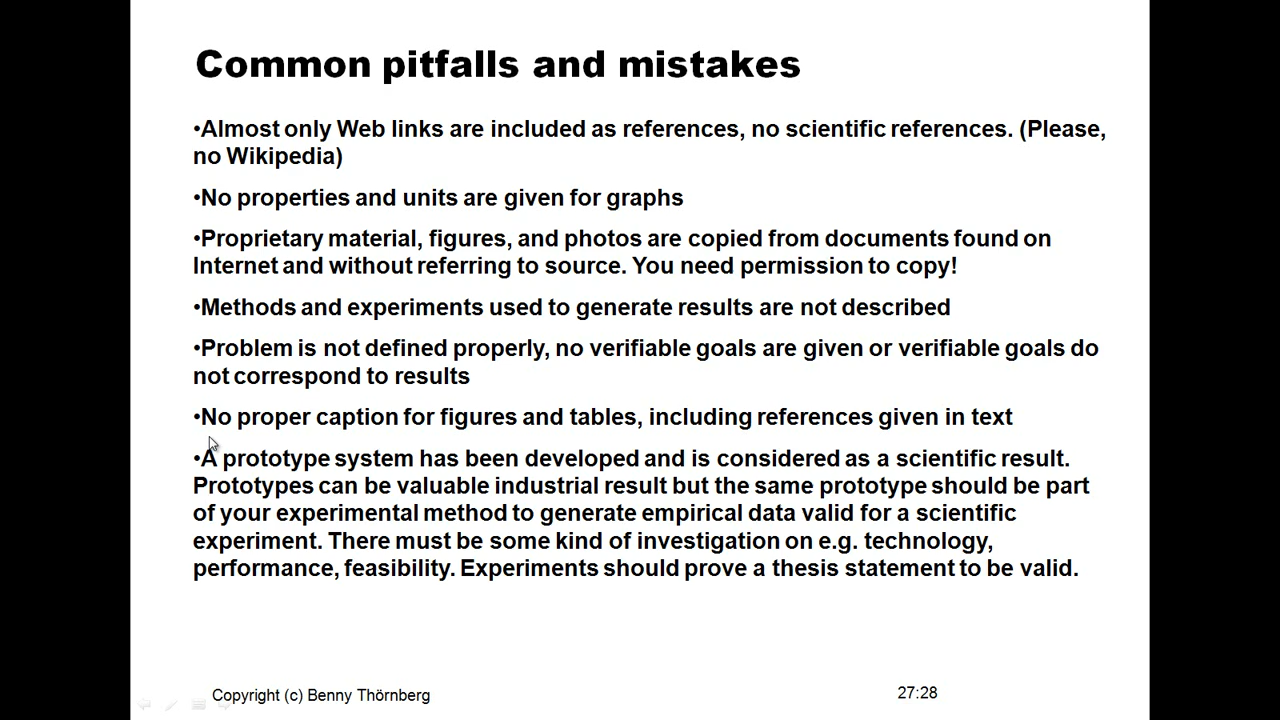 Common pitfalls and mistakes
•Almost only Web links are included as references, no scientific references. (Please,
no Wikipedia)
•No properties and units are given for graphs
•Proprietary material, figures, and photos are copied from documents found on
Internet and without referring to source. You need permission to copy!
•Methods and experiments used to generate results are not described
•Problem is not defined properly, no verifiable goals are given or verifiable goals do
not correspond to results
•No proper caption for figures and tables, including references given in text
•A prototype system has been developed and is considered as a scientific result.
Prototypes can be valuable industrial result but the same prototype should be part
of your experimental method to generate empirical data valid for a scientific
experiment. There must be some kind of investigation on e.g. technology,
performance, feasibility. Experiments should prove a thesis statement to be valid.
Copyright (c) Benny Thörnberg
27:28